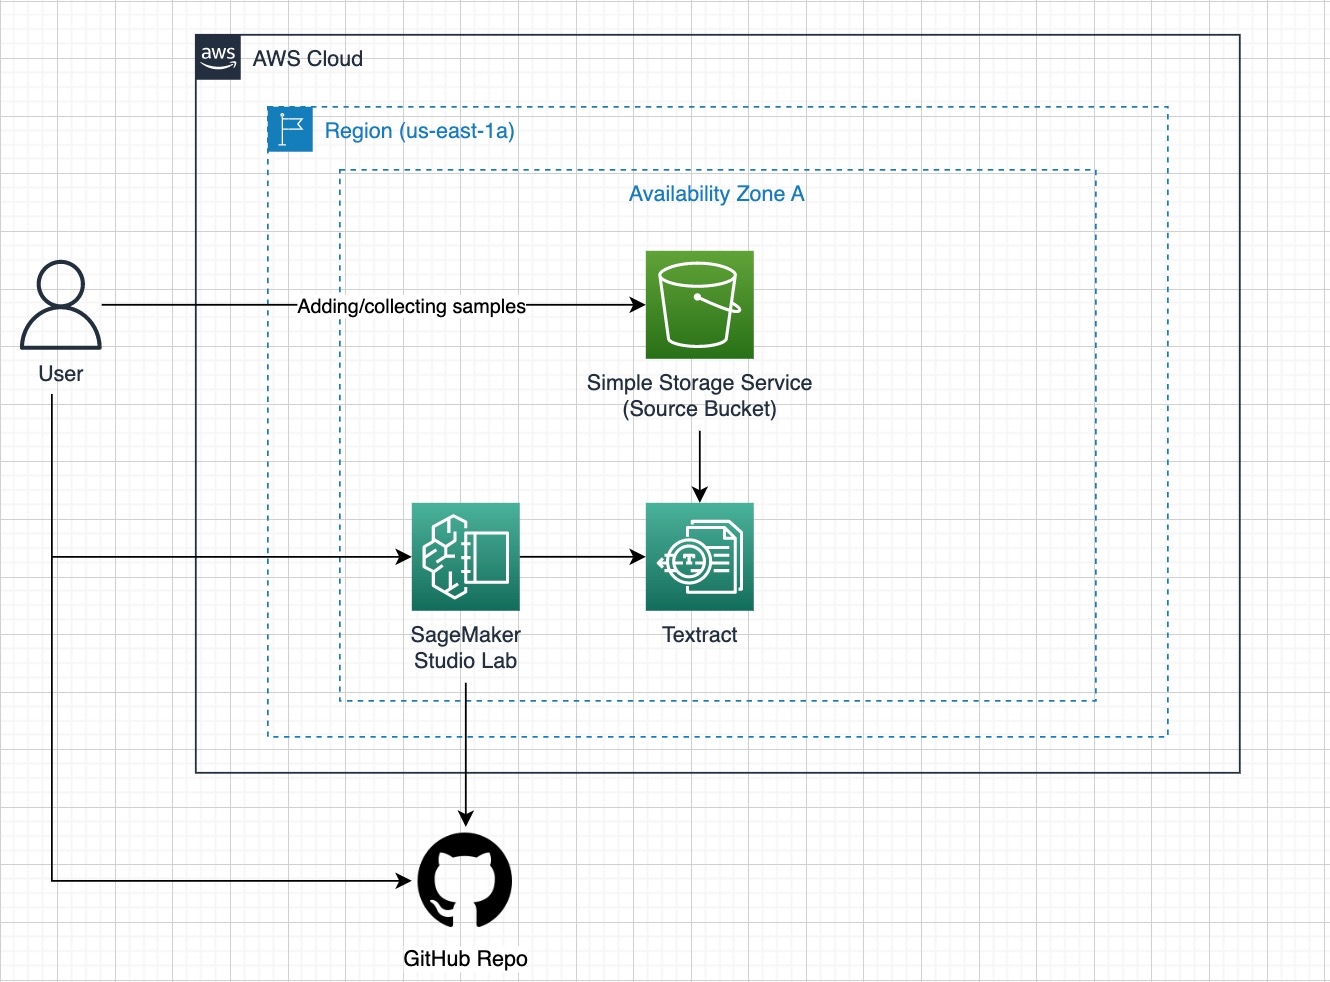 aws
AWS Cloud
Region (us-east-1a)
Availability Zone A
Adding/collecting samples
User
Simple Storage Service
(Source Bucket)
SageMaker
Studio Lab
T
Textract
GitHub Repo